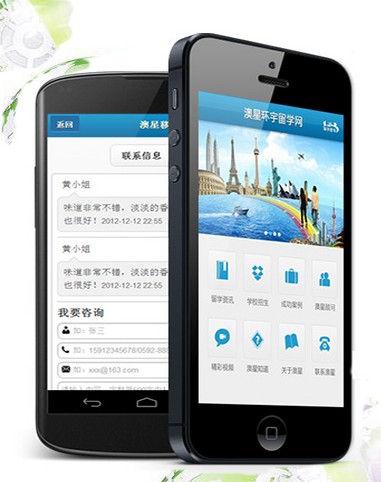 返回
澳星移
联系信息
黄小姐
味道非常不错，淡淡的香
也很好！2012-12-12 22:55
黄小姐
味道非常不错，淡淡的香
也很好！2012-12-12 22:55
我要咨询
如：张三
如：15912345678/0592-888
如：xxx@163.com
澳星环宇留学网
留学资讯
学校招生
成功案例
澳星顾问
精彩视频
澳星知道
关于澳星
联系澳星